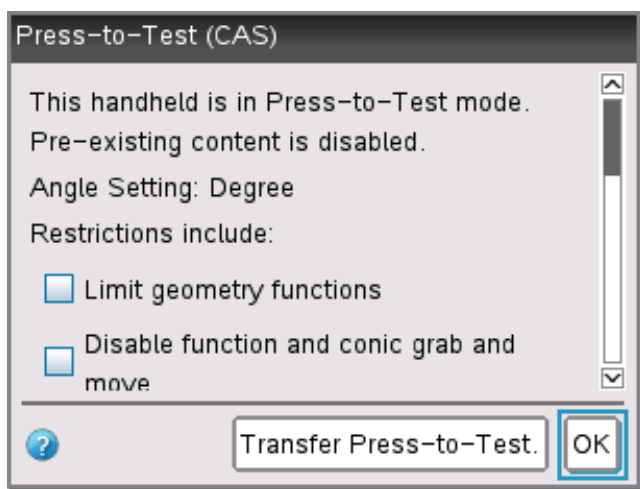 Press-to-Test (CAS)
This handheld is in Press-to-Test mode.
Pre-existing content is disabled.
Angle Setting: Degree
Restrictions include:
Limit geometry functions
Disable function and conic grab and
move
?
Transfer Press-to-Test.
OK